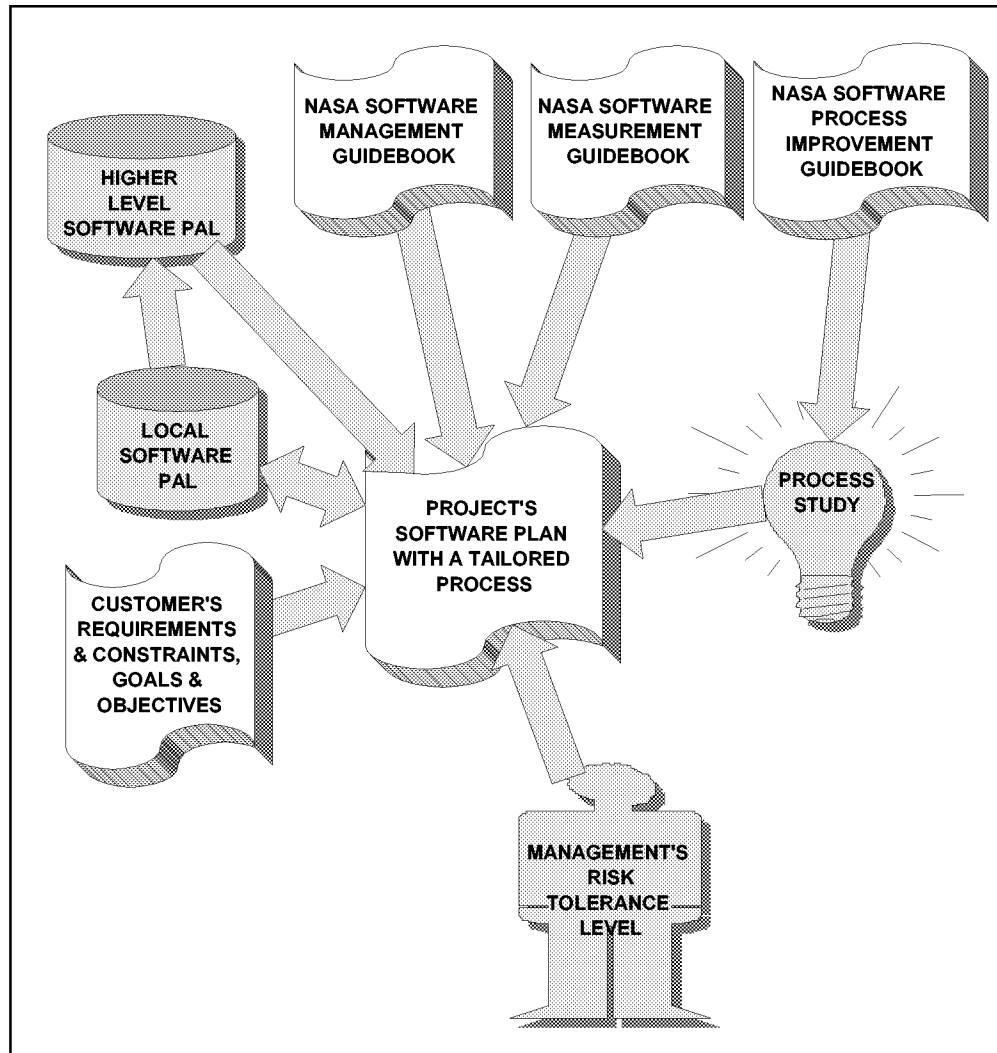 NASA SOFTWARE
MANAGEMENT
GUIDEBOOK
NASA SOFTWARE
MEASUREMENT
GUIDEBOOK
NASA SOFTWARE
PROCESS
IMPROVEMENT
GUIDEBOOK
HIGHER
LEVEL
SOFTWARE PAL
LOCAL
SOFTWARE
PAL
PROJECT'S
SOFTWARE PLAN
WITH A TAILORED
PROCESS
PROCESS
STUDY
CUSTOMER'S
REQUIREMENTS
& CONSTRAINTS,
GOALS &
OBJECTIVES
MANAGEMENT'S
RISK
TOLERANCE
LEVEL